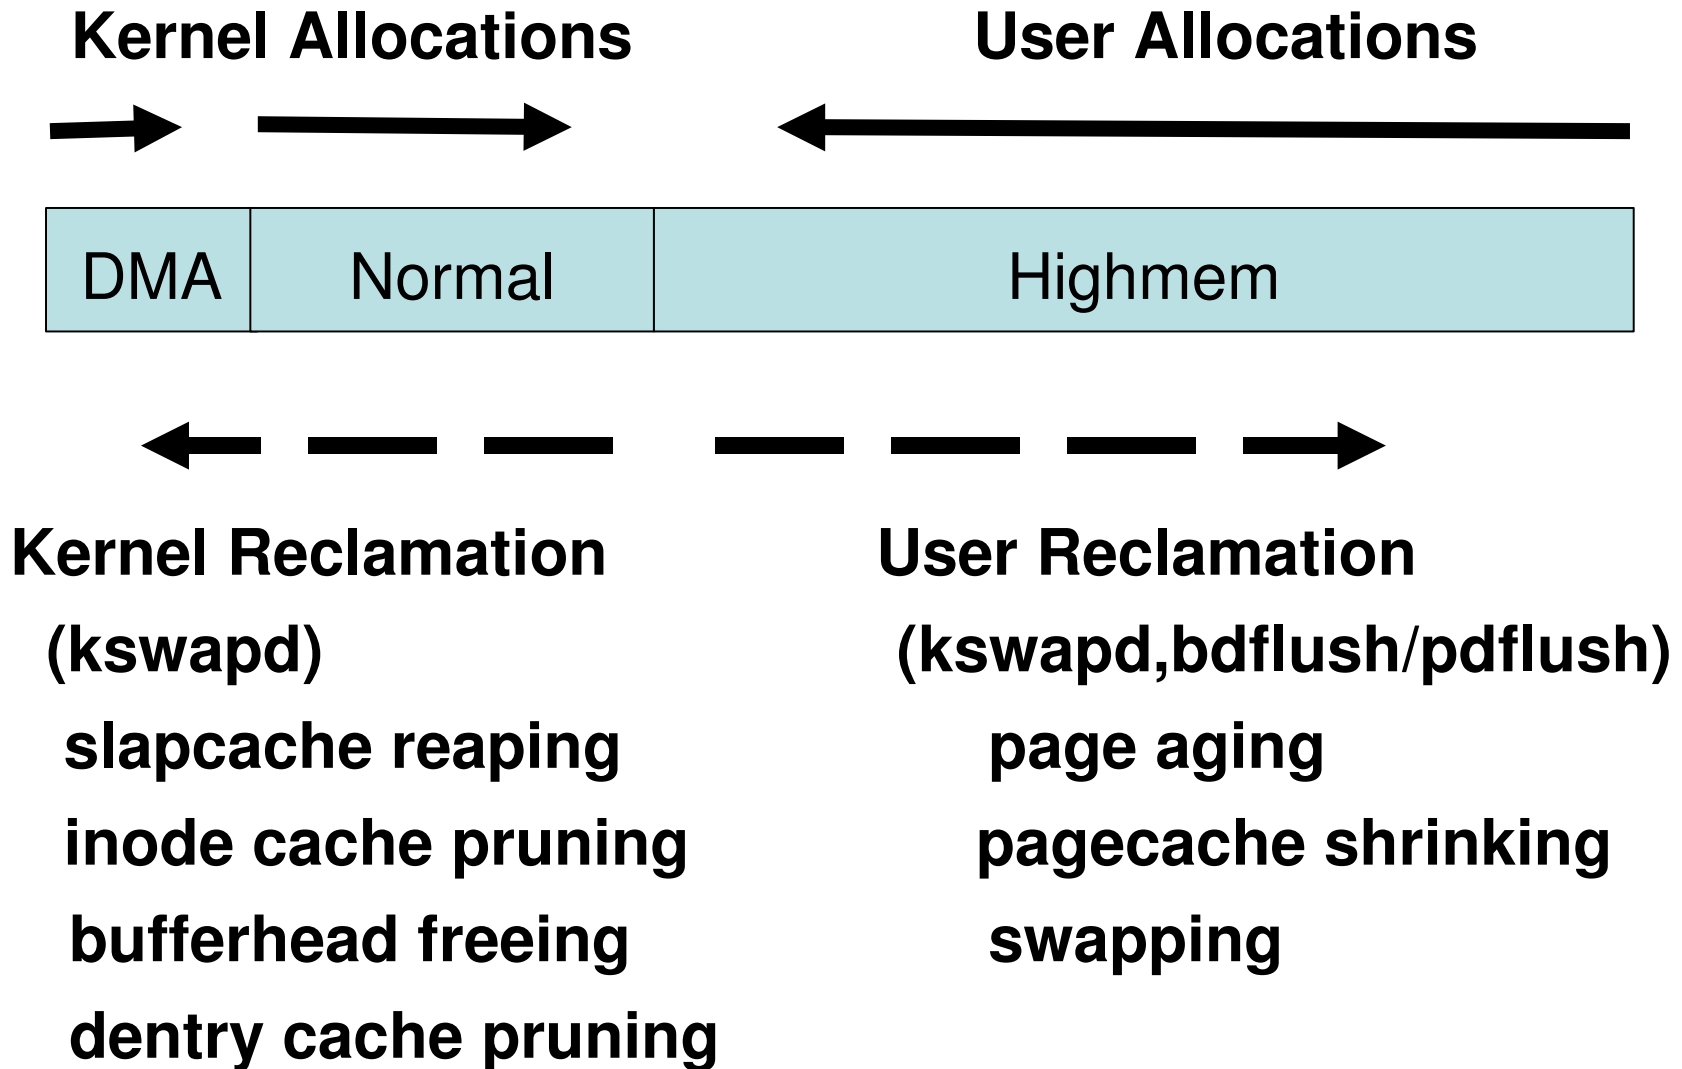 Kernel Allocations
User Allocations
DMA
Normal
Highmem
Kernel Reclamation
(kswapd)
slapcache reaping
inode cache pruning
bufferhead freeing
dentry cache pruning
User Reclamation
(kswapd,bdflush/pdflush)
page aging
pagecache shrinking
swapping